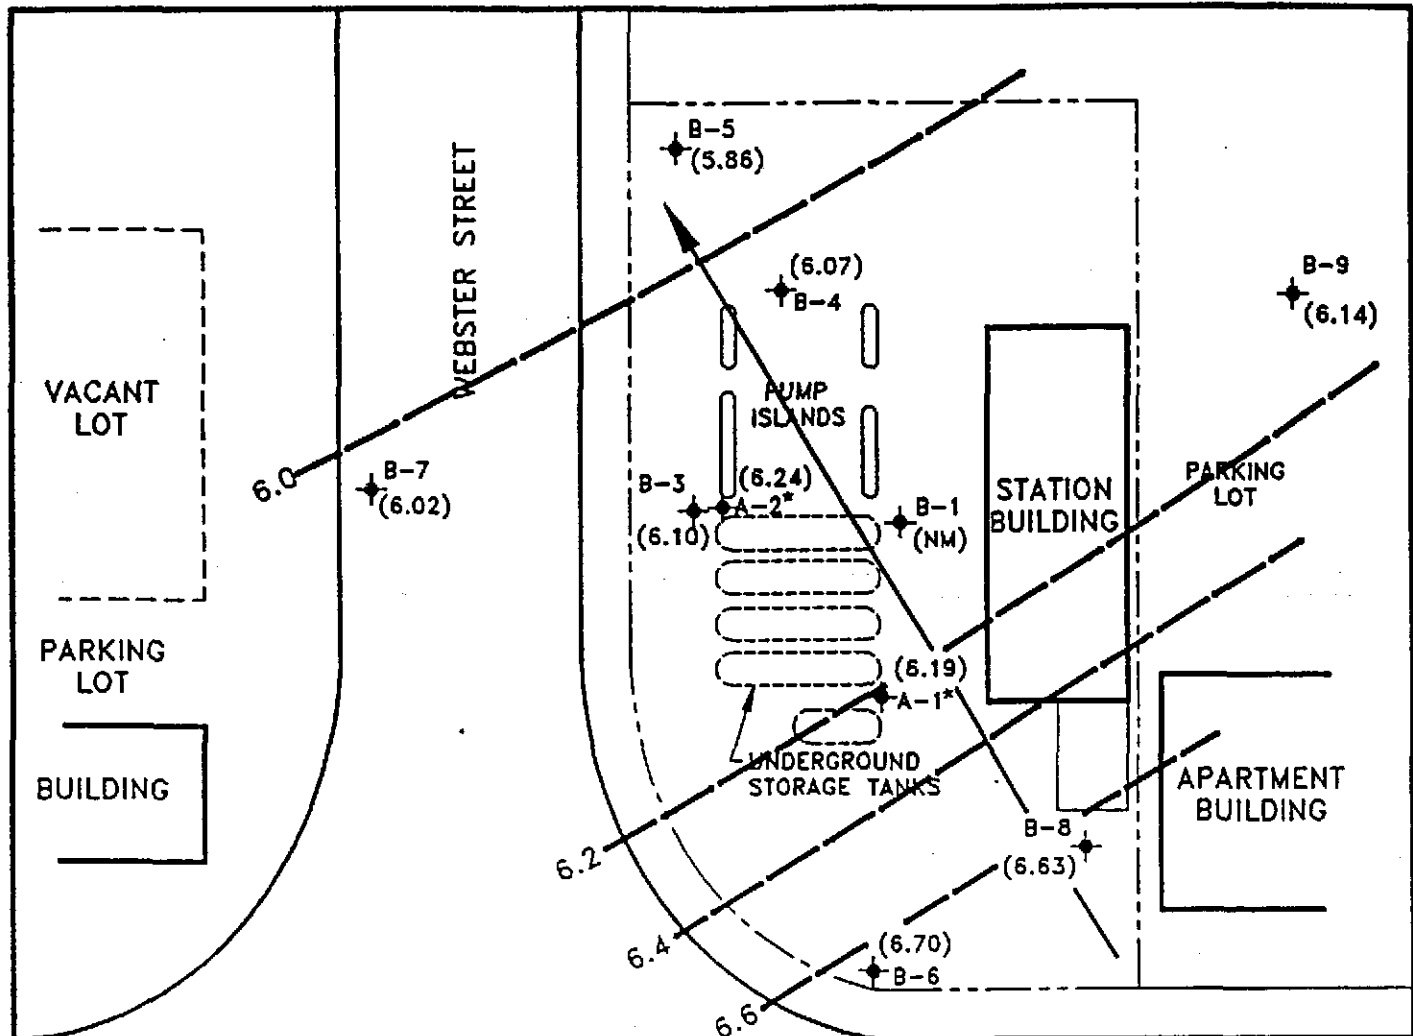 B-5
(5.86)
WEBSTER STREET
(6.07)
B-4
B-9
(6.14)
VACANT
LOT
PUMP
ISLANDS
6.0
B-7
(6.02)
B-3
(6.10)
(6.24)
A-2*
B-1
(NM)
STATION
BUILDING
PARKING
LOT
PARKING
LOT
(6.19)
A-1*
UNDERGROUND
STORAGE TANKS
BUILDING
APARTMENT
BUILDING
B-8
(6.63)
6.2
6.4
(6.70)
B-6
6.6